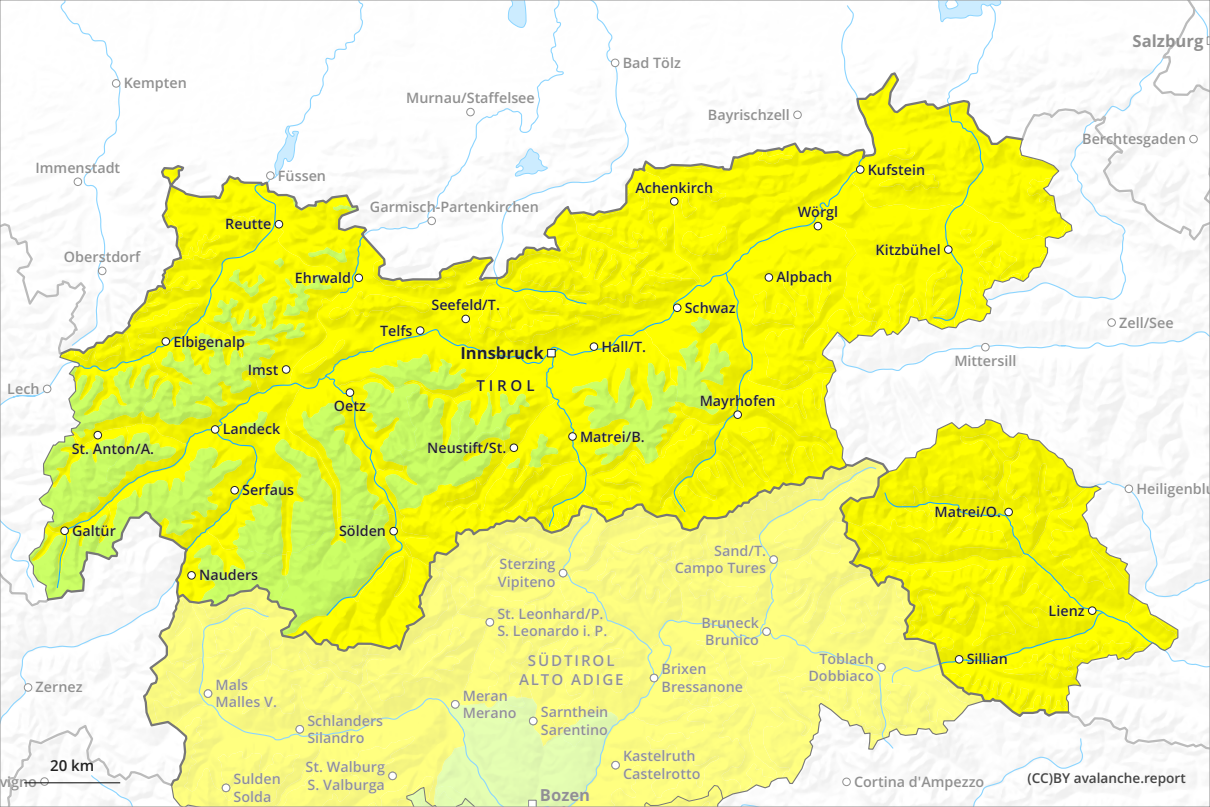 Salzburg
Bad Tölz
Kempten
Murnau/Staffelsee
Bayrischzell
Berchtesgaden
Immenstadt
Füssen
Kufstein
Achenkirch
Garmisch-Partenkirchen
Wörgl
Reutte
Kitzbühel
Oberstdorf
Ehrwald
Alpbach
Seefeld/T.
Schwaz
Zell/See
Telfs
Elbigenalp
Innsbruck
Hall/T.
Mittersill
Imst
TIROL
Lech
Oetz
Mayrhofen
Landeck
Matrei/B.
St. Anton/A.
Neustift/St.
Serfaus
Heiligenblu
Matrei/O.
Galtür
Sölden
Sand/T.
Campo Tures
Sterzing
Vipiteno
Nauders
Lienz
St. Leonhard/P.
S. Leonardo i. P.
Bruneck
Brunico
Sillian
SÜDTIROL
ALTO ADIGE
Toblach
Dobbiaco
Brixen
Bressanone
Zernez
Mals
Malles V.
Meran
Merano
Sarnthein
Sarentino
Schlanders
Silandro
Kastelruth
Castelrotto
20 km
St. Walburg
S. Valburga
vigno
Sulden
Solda
Cortina d'Ampezzo
(CC)BY avalanche.report
Bozen